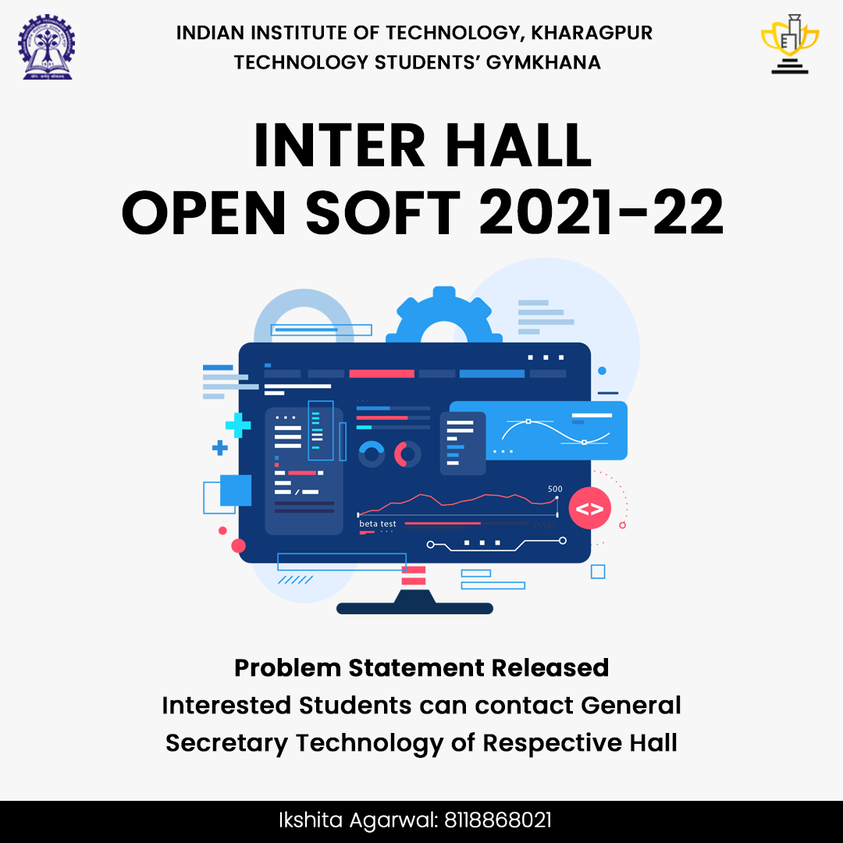 INDIAN INSTITUTE OF TECHNOLOGY, KHARAGPUR
TECHNOLOGY STUDENTS’ GYMKHANA
INTER HALL
OPEN SOFT 2021-22
500
<>
beta test
Problem Statement Released
Interested Students can contact General
Secretary Technology of Respective Hall
Ikshita Agarwal: 8118868021